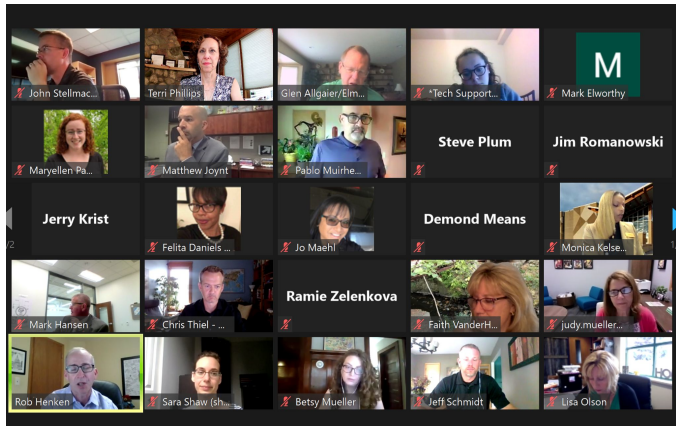 John Stellmac...
Terri Phillips
Glen Allgaier/Elm...
*Tech Support...
M
Mark Elworthy
Maryellen Pa...
Matthew Joynt
Pablo Muirhe...
Steve Plum
Jim Romanowski
Jerry Krist
Felita Daniels ...
Jo Maehl
Demond Means
Monica Kelse...
/2
1/
Mark Hansen
Chris Thiel - ...
Ramie Zelenkova
Faith VanderH...
judy.mueller...
Rob Henken
Sara Shaw (sh...
Betsy Mueller
Jeff Schmidt
Lisa Olson